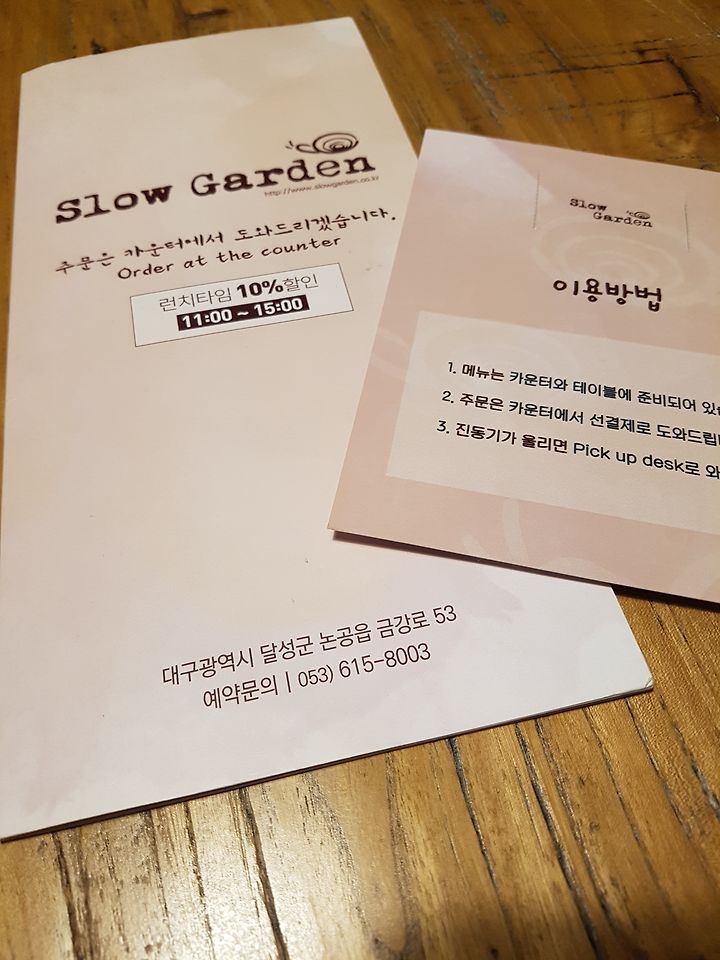 Slow Garden
http://www.slowgarden.co.kr
주문은 카운터에서 도와드리겠습니다.
Order at the counter
런치타임 10%할인
11:00 ~ 15:00
대구광역시 달성군 논공읍 금강로 53
예약문의 | 053) 615-8003
Slow
Garden
이용방법
1. 메뉴는 카운터와 테이블에 준비되어
2. 주문은 카운터에서 선결제로
3. 진동기가 울리면 Pick up desk로